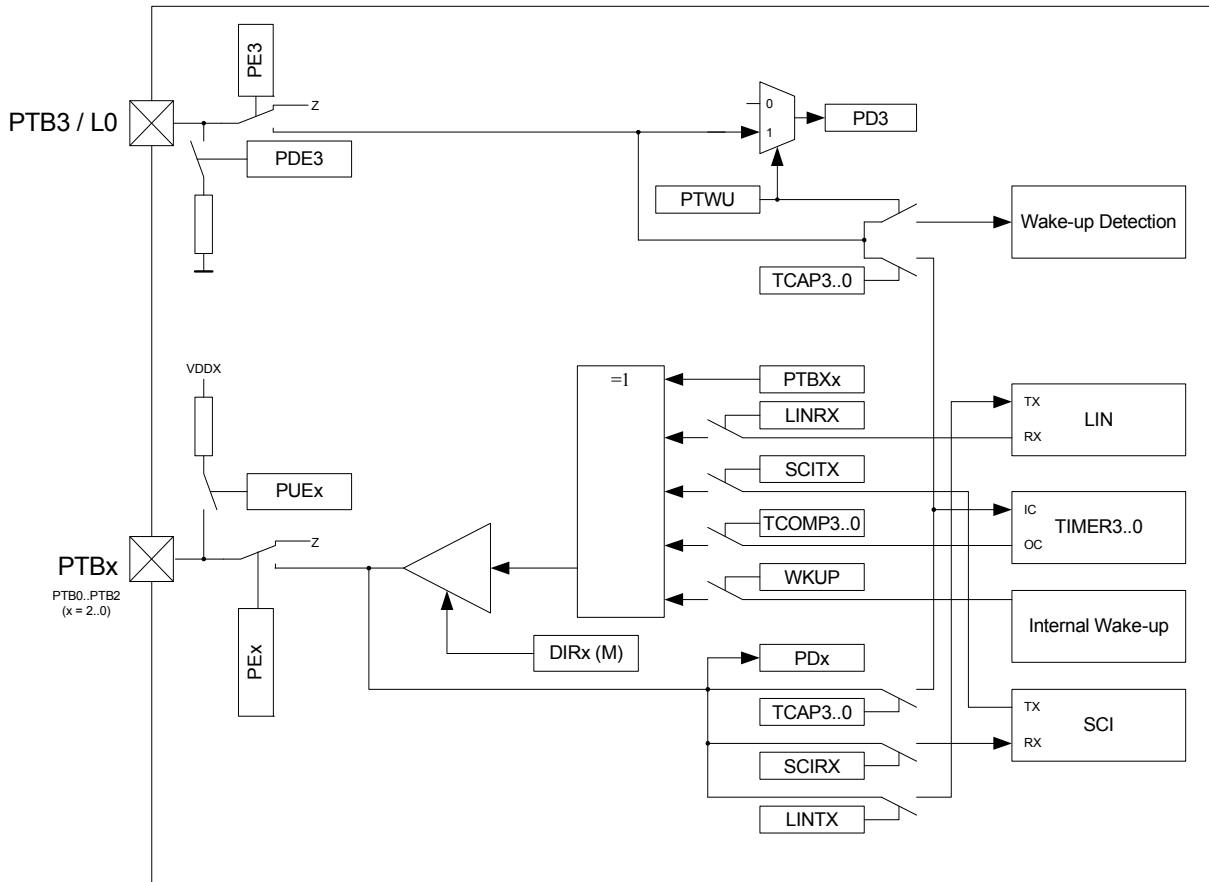 PE3
Z
PTB3 / L0
0
1
PD3
PDE3
PTWU
Wake-up Detection
TCAP3..0
VDDX
=1
PTBXx
LINRX
TX
LIN
RX
SCITX
PUEx
TCOMP3..0
IC
TIMER3..0
OC
Z
PTBx
PTB0..PTB2
(x = 2..0)
WKUP
Internal Wake-up
DIRx (M)
PDx
PEx
TCAP3..0
TX
SCI
RX
SCIRX
LINTX